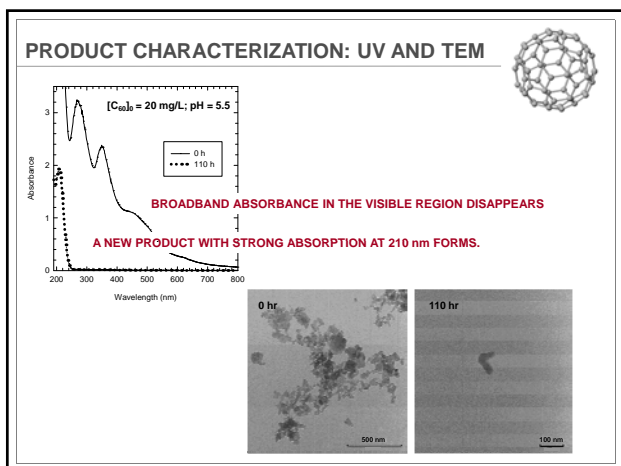 PRODUCT CHARACTERIZATION: UV AND TEM
[C₆₀]₀ = 20 mg/L; pH = 5.5
0 h
110 h
Absorbance
3
2
1
0
BROADBAND ABSORBANCE IN THE VISIBLE REGION DISAPPEARS
A NEW PRODUCT WITH STRONG ABSORPTION AT 210 nm FORMS.
200 300 400 500 600 700 800
Wavelength (nm)
0 hr
500 nm
110 hr
100 nm